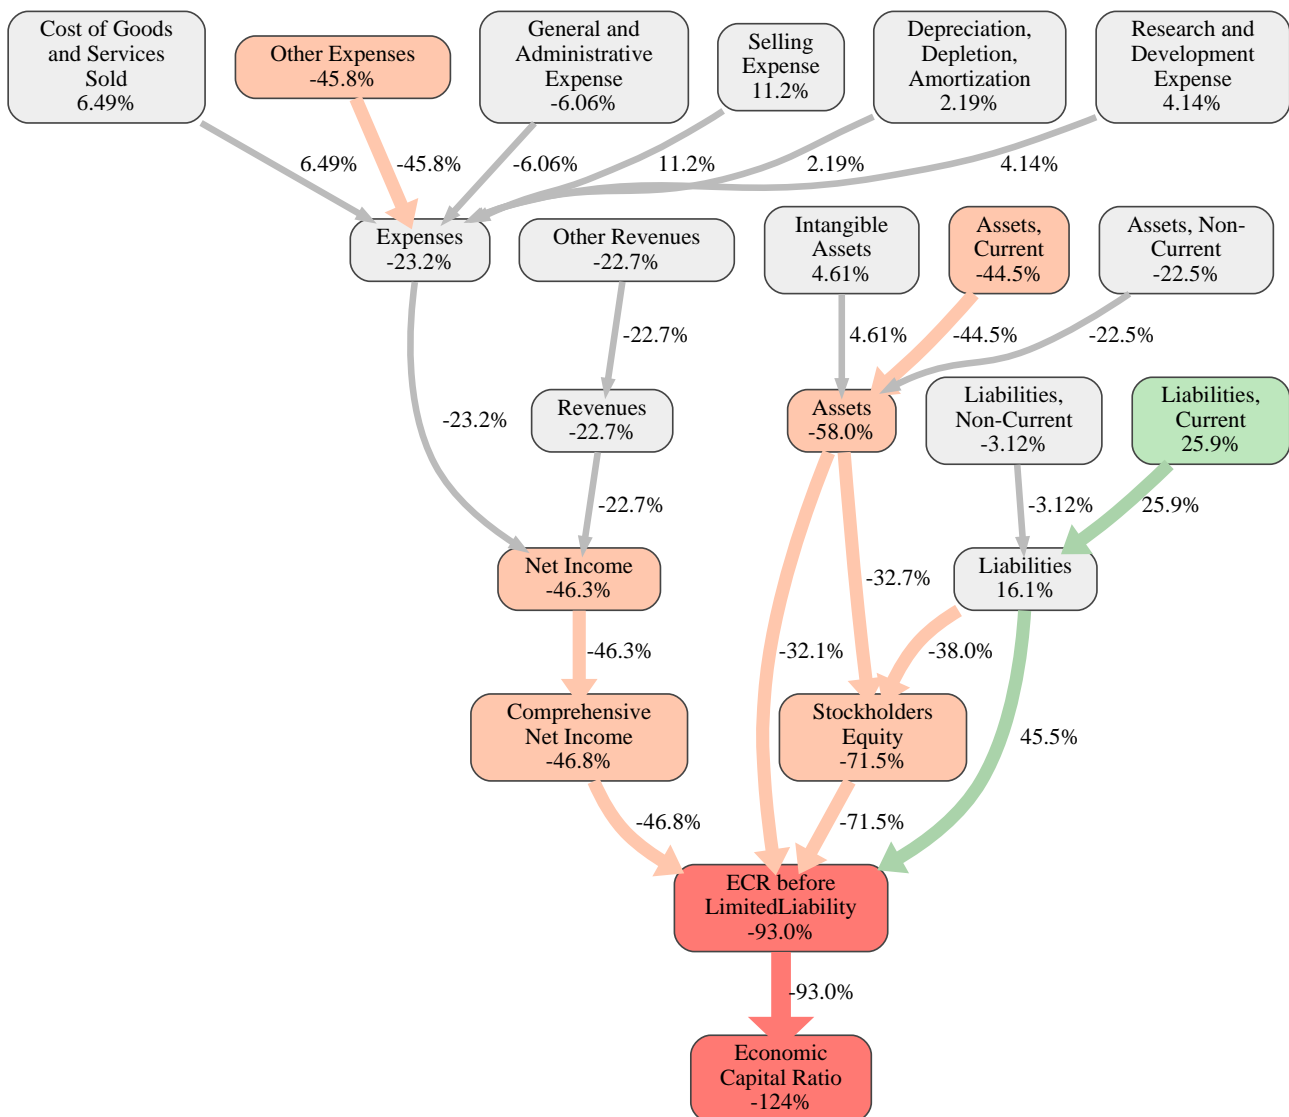 Cost of Goods
and Services
Sold
6.49%
Other Expenses
-45.8%
General and
Administrative
Expense
-6.06%
Selling
Expense
11.2%
Depreciation,
Depletion,
Amortization
2.19%
Research and
Development
Expense
4.14%
6.49%
-45.8%
-6.06%
11.2%
2.19%
4.14%
Expenses
-23.2%
Other Revenues
-22.7%
Intangible
Assets
4.61%
Assets,
Current
-44.5%
Assets, Non-
Current
-22.5%
-22.7%
4.61%
-44.5%
-22.5%
-23.2%
Revenues
-22.7%
Assets
-58.0%
Liabilities,
Non-Current
-3.12%
Liabilities,
Current
25.9%
-22.7%
-3.12%
25.9%
Net Income
-46.3%
-32.7%
Liabilities
16.1%
-46.3%
-32.1%
-38.0%
Comprehensive
Net Income
-46.8%
Stockholders
Equity
-71.5%
45.5%
-46.8%
-71.5%
ECR before
LimitedLiability
-93.0%
-93.0%
Economic
Capital Ratio
-124%